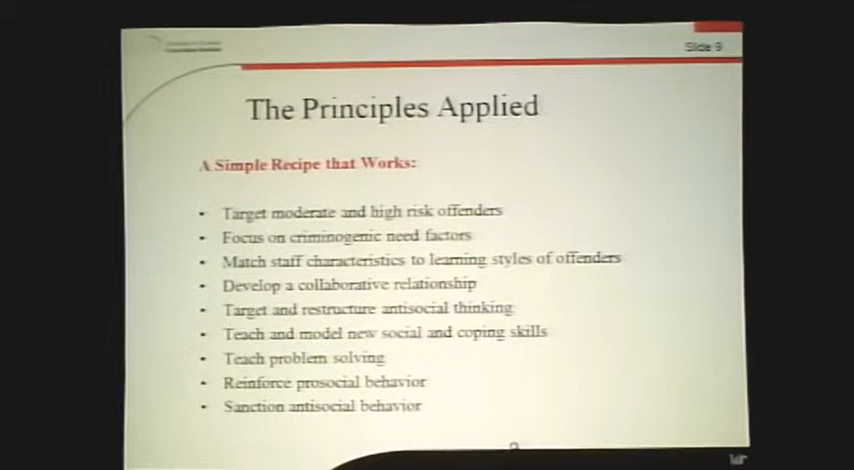 Slide 9
The Principles Applied
A Simple Recipe that Works:
• Target moderate and high risk offenders
• Focus on criminogenic need factors
• Match staff characteristics to learning styles of offenders
• Develop a collaborative relationship
• Target and restructure antisocial thinking
• Teach and model new social and coping skills
• Teach problem solving
• Reinforce prosocial behavior
• Sanction antisocial behavior